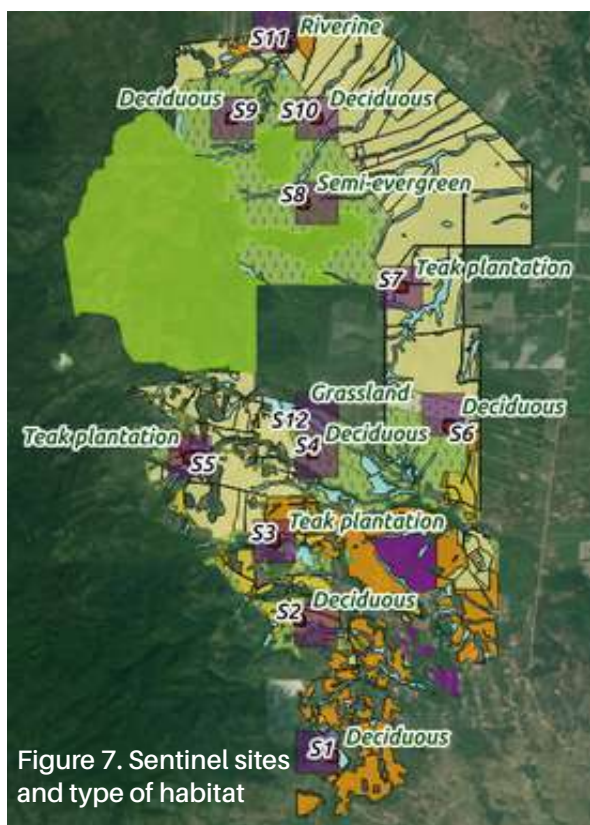 S11 Riverine
Deciduous S9 S10 Deciduous
S8 Semi-evergreen
S7 Teak plantation
Grassland
S12
Deciduous
S6
Teak plantation
S5
S4 Deciduous
S3 Teak plantation
S2 Deciduous
S1 Deciduous
Figure 7. Sentinel sites
and type of habitat